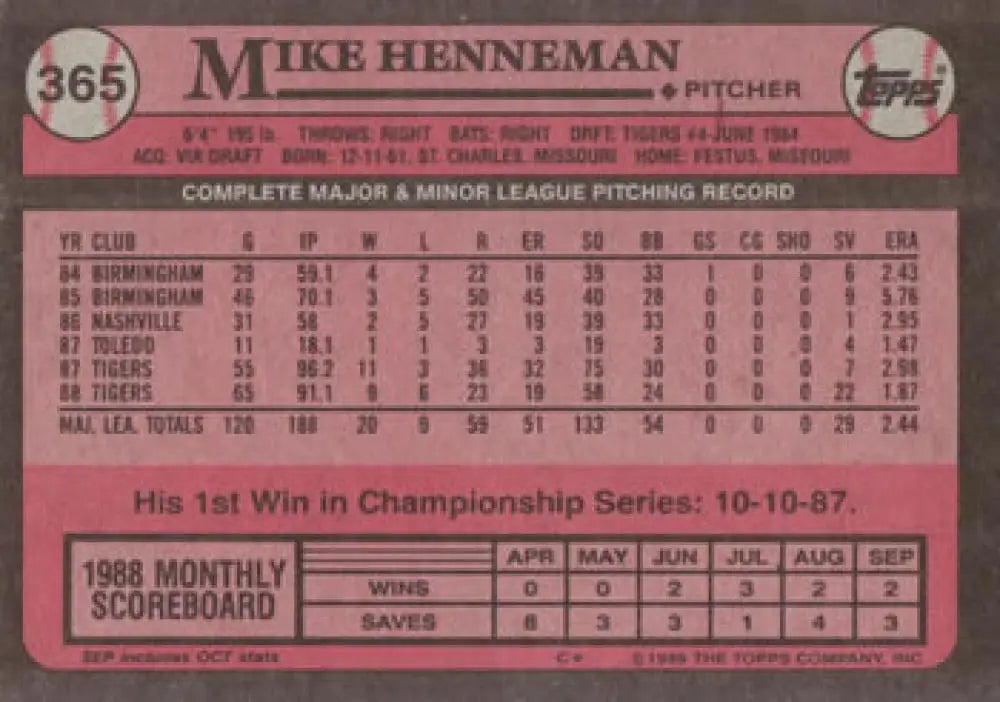 365
MIKE HENNEMAN
PITCHER
Topps®
6'4" 195 lb. THROWS: RIGHT BATS: RIGHT DRFT: TIGERS #4-JUNE 1984
ACQ: VIA DRAFT BORN: 12-11-61, ST. CHARLES, MISSOURI HOME: FESTUS, MISSOURI
COMPLETE MAJOR & MINOR LEAGUE PITCHING RECORD
YR CLUB G IP W L R ER SO BB GS CG SHO SV ERA
84 BIRMINGHAM 29 59.1 4 2 22 16 39 33 1 0 0 6 2.43
85 BIRMINGHAM 46 70.1 3 5 50 45 40 28 0 0 0 9 5.76
86 NASHVILLE 31 58 2 5 27 19 39 33 0 0 0 1 2.95
87 TOLEDO 11 18.1 1 1 3 3 19 3 0 0 0 4 1.47
87 TIGERS 55 96.2 11 3 36 32 75 30 0 0 0 7 2.98
88 TIGERS 65 91.1 9 6 23 19 58 24 0 0 0 22 1.87
MAJ. LEA. TOTALS 120 188 20 9 59 51 133 54 0 0 0 29 2.44
His 1st Win in Championship Series: 10-10-87.
1988 MONTHLY SCOREBOARD
APR MAY JUN JUL AUG SEP
WINS 0 0 2 3 2 2
SAVES 8 3 3 1 4 3
SEP includes OCT stats C* © 1989 THE TOPPS COMPANY, INC.